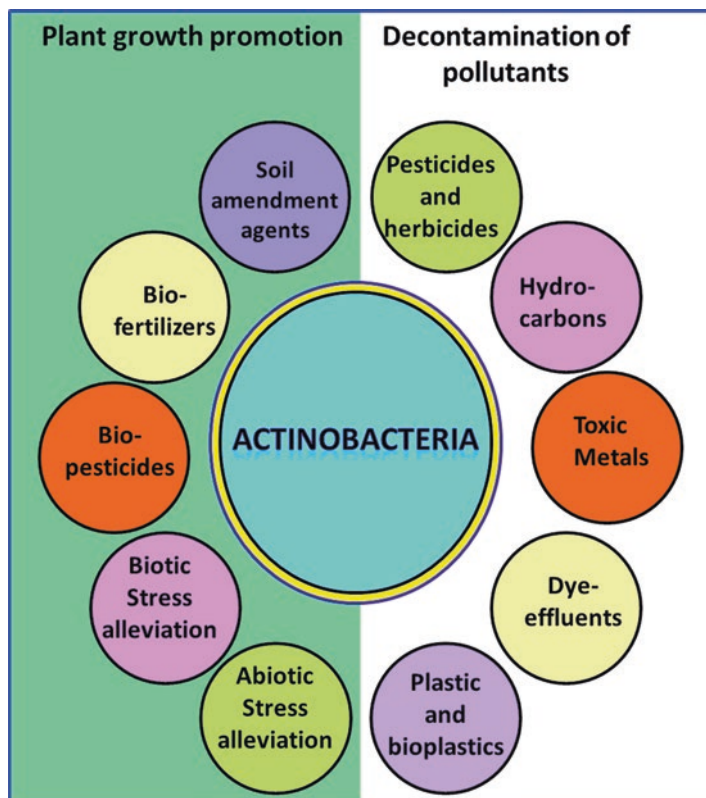 Plant growth promotion
Decontamination of
pollutants
Soil
amendment
agents
Bio-
fertilizers
Bio-
pesticides
Biotic
Stress
alleviation
Abiotic
Stress
alleviation
ACTINOBACTERIA
Pesticides
and
herbicides
Hydro-
carbons
Toxic
Metals
Dye-
effluents
Plastic
and
bioplastics